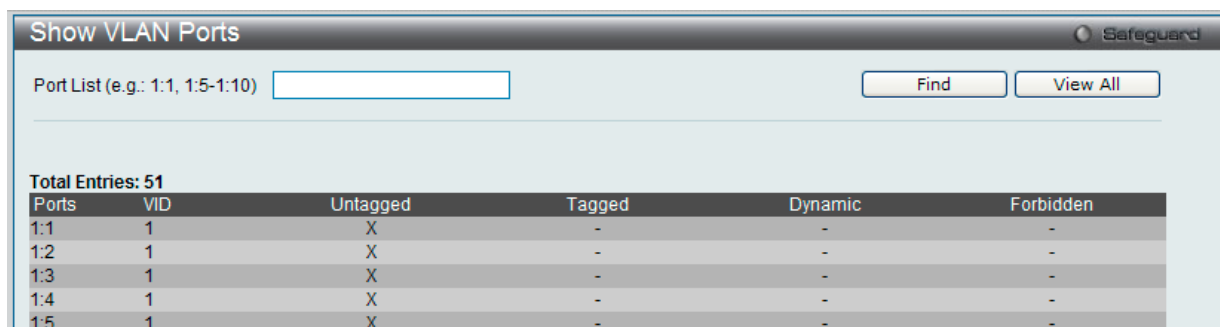 Show VLAN Ports
Safeguard
Port List (e.g.: 1:1, 1:5-1:10)
Find
View All
Total Entries: 51
Ports VID Untagged Tagged Dynamic Forbidden
1:1 1 X - - -
1:2 1 X - - -
1:3 1 X - - -
1:4 1 X - - -
1:5 1 X - - -